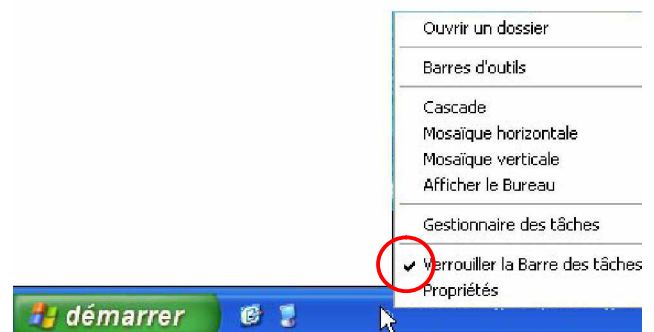 Ouvrir un dossier
Barres d'outils
Cascade
Mosaïque horizontale
Mosaïque verticale
Afficher le Bureau
Gestionnaire des tâches
Verrouiller la Barre des tâches
Propriétés
démarrer